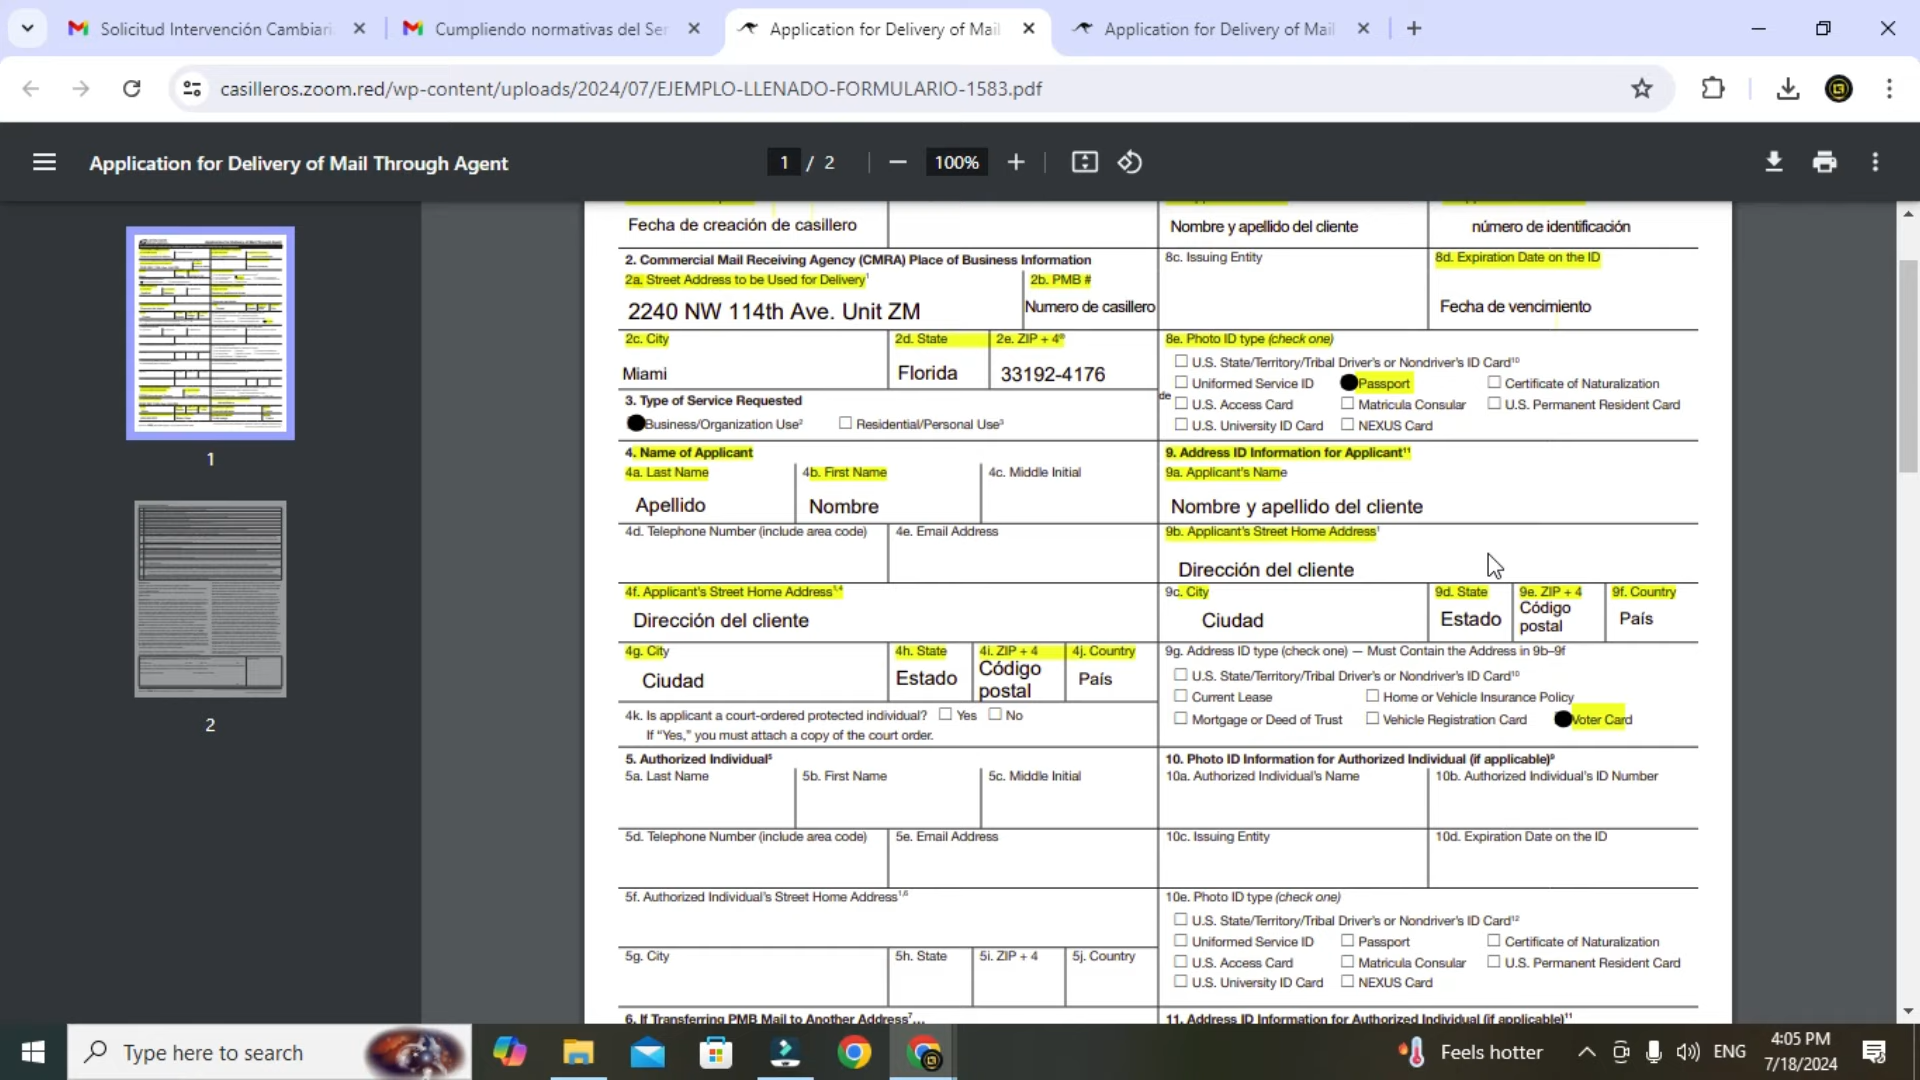 Solicitud Intervención Cambiari
Cumpliendo normativas del Ser
Application for Delivery of Mail
Application for Delivery of Mail
casilleros.zoom.red/wp-content/uploads/2024/07/EJEMPLO-LLENADO-FORMULARIO-1583.pdf
Application for Delivery of Mail Through Agent
1 / 2
100%
1
2
Fecha de creación de casillero
Nombre y apellido del cliente
número de identificación
2. Commercial Mail Receiving Agency (CMRA) Place of Business Information
8c. Issuing Entity
8d. Expiration Date on the ID
2a. Street Address to be Used for Delivery¹
2b. PMB #
2240 NW 114th Ave. Unit ZM
Numero de casillero
Fecha de vencimiento
2c. City
2d. State
2e. ZIP + 4®
8e. Photo ID type (check one)
Miami
Florida
33192-4176
U.S. State/Territory/Tribal Driver's or Nondriver's ID Card¹⁰
Uniformed Service ID
Passport
Certificate of Naturalization
3. Type of Service Requested
de
U.S. Access Card
Matricula Consular
U.S. Permanent Resident Card
Business/Organization Use²
Residential/Personal Use³
U.S. University ID Card
NEXUS Card
4. Name of Applicant
9. Address ID Information for Applicant¹¹
4a. Last Name
4b. First Name
4c. Middle Initial
9a. Applicant's Name
Apellido
Nombre
Nombre y apellido del cliente
4d. Telephone Number (include area code)
4e. Email Address
9b. Applicant's Street Home Address¹
Dirección del cliente
4f. Applicant's Street Home Address¹,⁴
9c. City
9d. State
9e. ZIP + 4
9f. Country
Dirección del cliente
Ciudad
Estado
Código
postal
País
4g. City
4h. State
4i. ZIP + 4
4j. Country
9g. Address ID type (check one) — Must Contain the Address in 9b–9f
Ciudad
Estado
Código
postal
País
U.S. State/Territory/Tribal Driver's or Nondriver's ID Card¹⁰
Current Lease
Home or Vehicle Insurance Policy
4k. Is applicant a court-ordered protected individual?
Yes
No
Mortgage or Deed of Trust
Vehicle Registration Card
Voter Card
If "Yes," you must attach a copy of the court order.
5. Authorized Individual⁵
10. Photo ID Information for Authorized Individual (if applicable)⁹
5a. Last Name
5b. First Name
5c. Middle Initial
10a. Authorized Individual's Name
10b. Authorized Individual's ID Number
5d. Telephone Number (include area code)
5e. Email Address
10c. Issuing Entity
10d. Expiration Date on the ID
5f. Authorized Individual's Street Home Address¹,⁶
10e. Photo ID type (check one)
U.S. State/Territory/Tribal Driver's or Nondriver's ID Card¹²
Uniformed Service ID
Passport
Certificate of Naturalization
5g. City
5h. State
5i. ZIP + 4
5j. Country
U.S. Access Card
Matricula Consular
U.S. Permanent Resident Card
U.S. University ID Card
NEXUS Card
6. If Transferring PMB Mail to Another Address⁷...
11. Address ID Information for Authorized Individual (if applicable)¹¹
Type here to search
Feels hotter
ENG
4:05 PM
7/18/2024